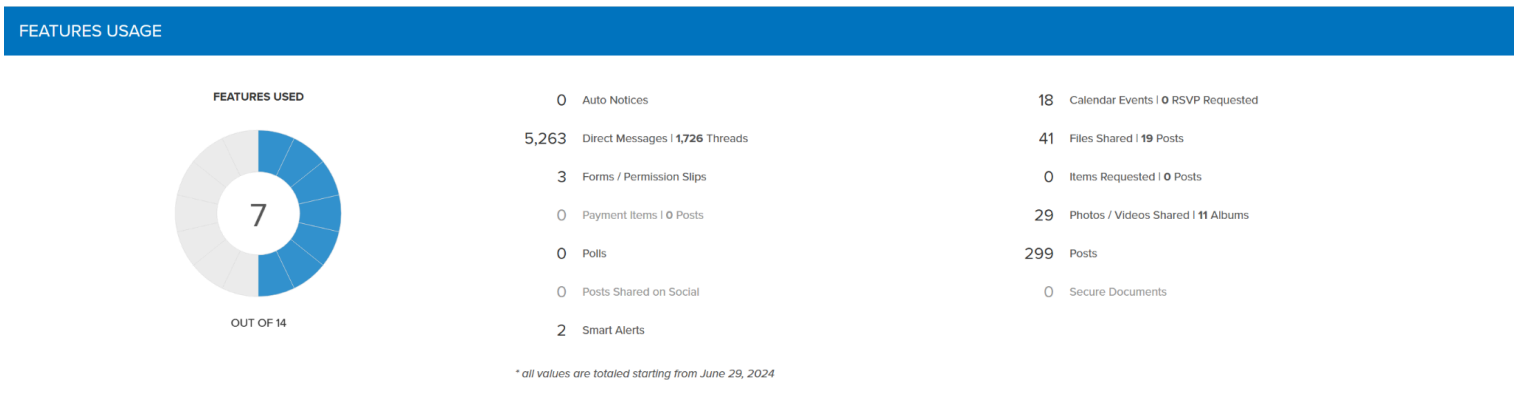 FEATURES USAGE
FEATURES USED
7
OUT OF 14
0 Auto Notices
5,263 Direct Messages | 1,726 Threads
3 Forms / Permission Slips
0 Payment Items | 0 Posts
0 Polls
0 Posts Shared on Social
2 Smart Alerts
* all values are totaled starting from June 29, 2024
18 Calendar Events | 0 RSVP Requested
41 Files Shared | 19 Posts
0 Items Requested | 0 Posts
29 Photos / Videos Shared | 11 Albums
299 Posts
0 Secure Documents